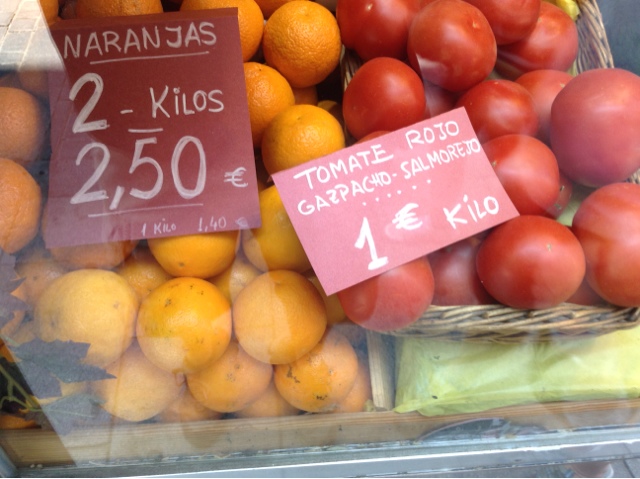 NARANJAS
2 - KiLOS
2,50 €
1 KiLO 1,40 €
TOMATE ROJO
GAZPACHO - SALMOREJO
1 € KiLO